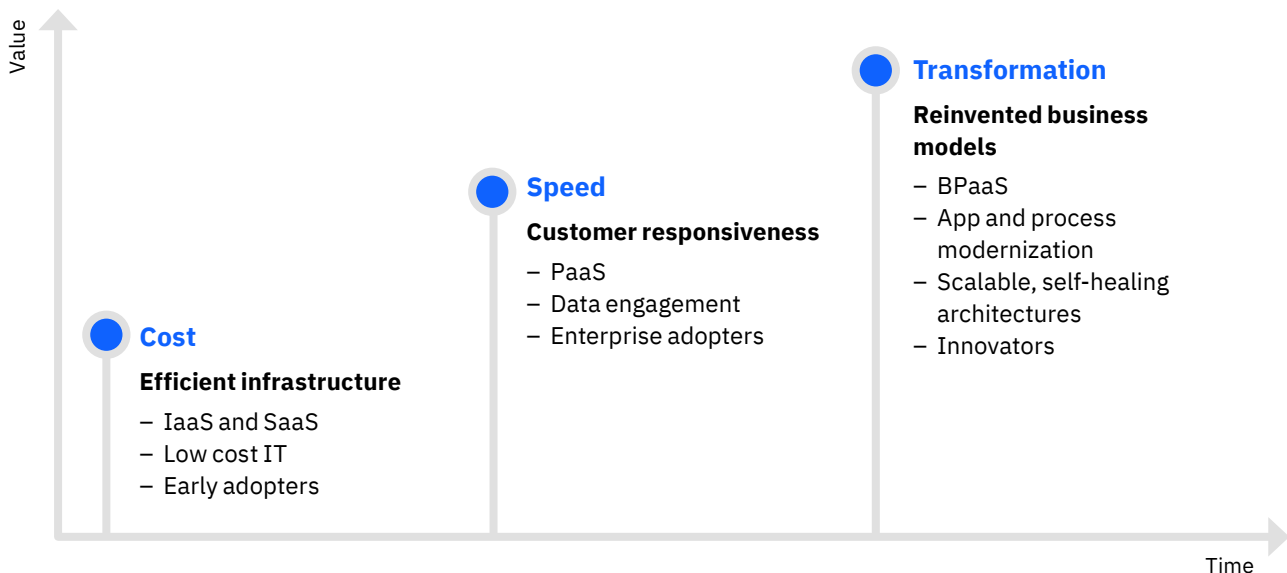 Value
Transformation
Reinvented business
models
– BPaaS
– App and process
modernization
– Scalable, self-healing
architectures
– Innovators
Speed
Customer responsiveness
– PaaS
– Data engagement
– Enterprise adopters
Cost
Efficient infrastructure
– IaaS and SaaS
– Low cost IT
– Early adopters
Time